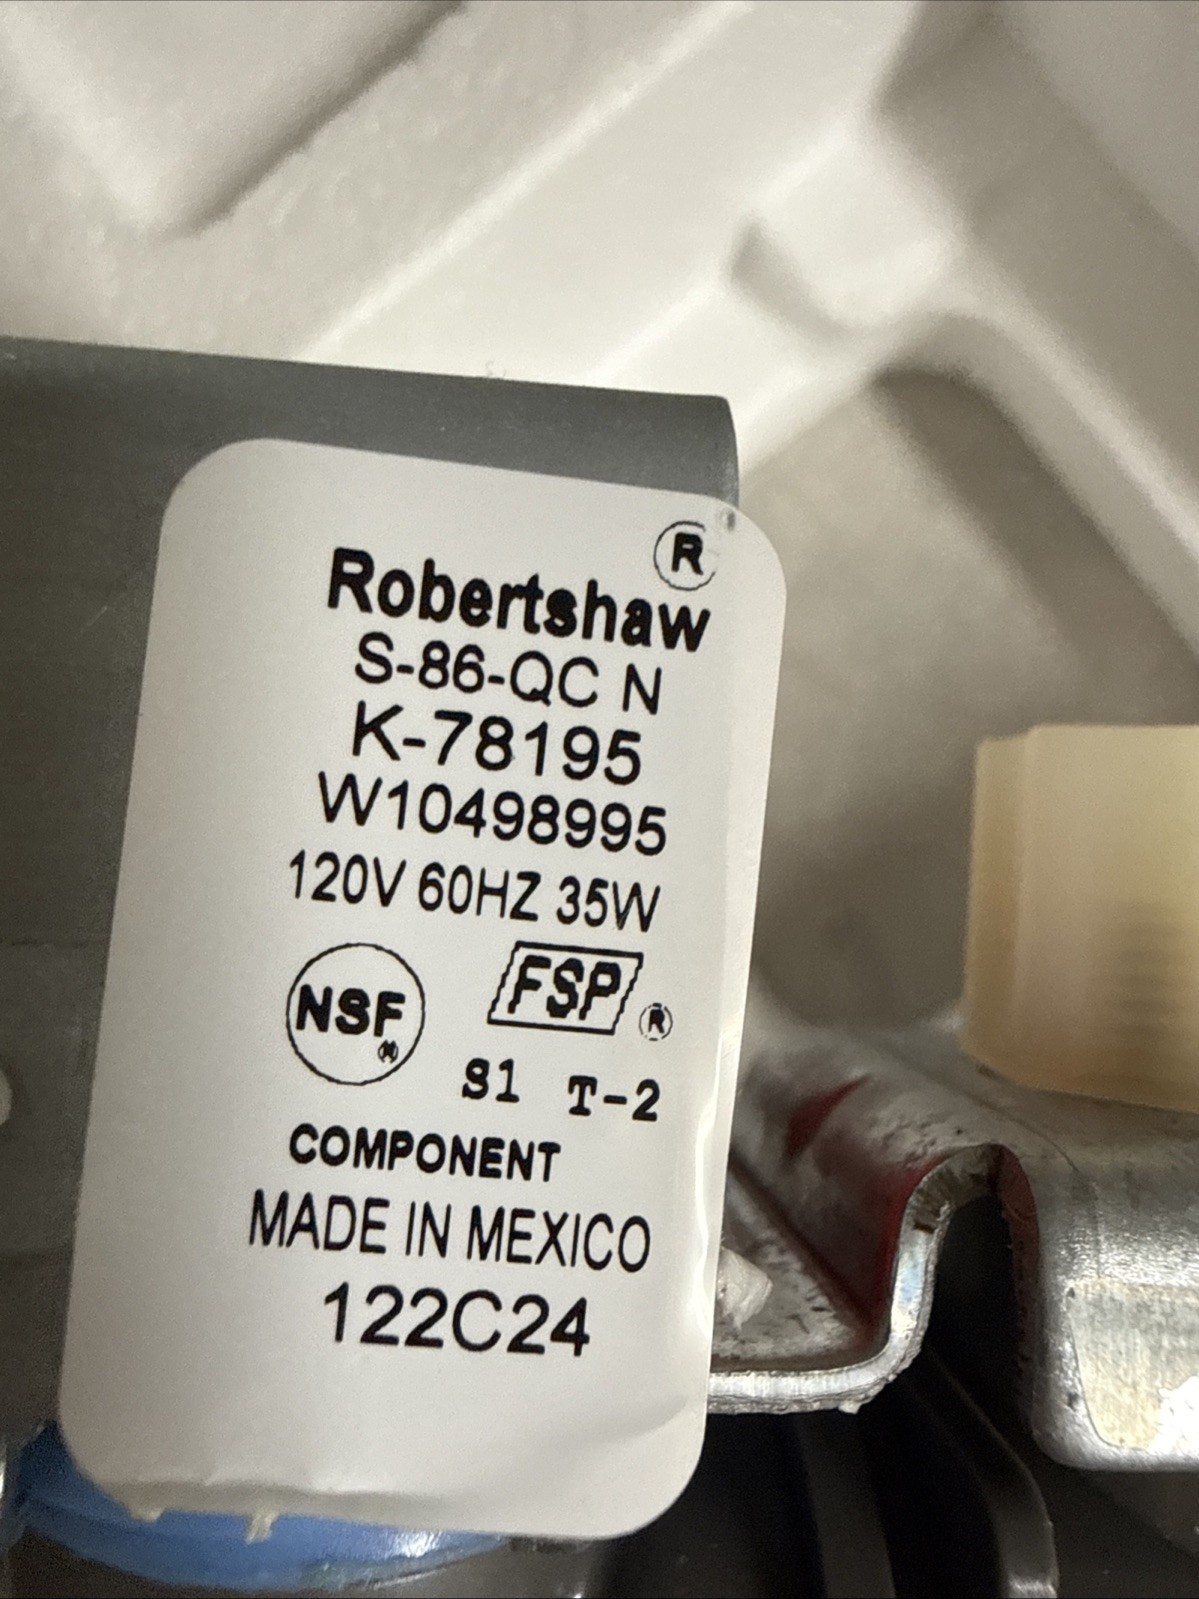 Robertshaw ®
S-86-QC N
K-78195
W10498995
120V 60HZ 35W
NSF ® FSP ®
S1 T-2
COMPONENT
MADE IN MEXICO
122C24